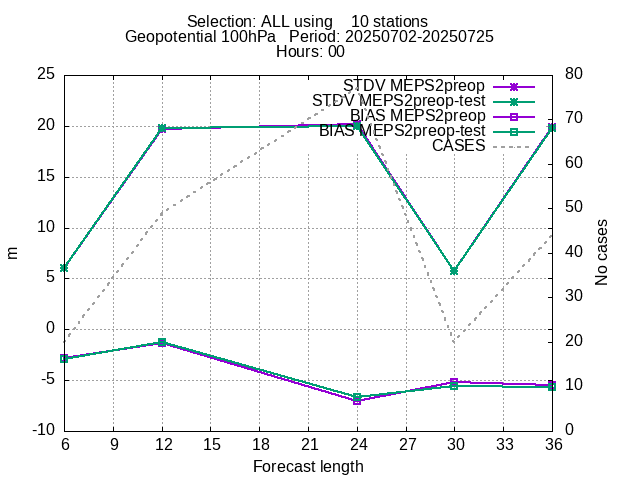 Selection: ALL using    10 stations
Geopotential 100hPa   Period: 20250702-20250725
Hours: 00
25 80
STDV MEPS2preop
STDV MEPS2preop-test
BIAS MEPS2preop
BIAS MEPS2preop-test
CASES
20 70
15 60
10 50
5 40
0 30
-5 20
-10 10
0
m
No cases
6 9 12 15 18 21 24 27 30 33 36
Forecast length